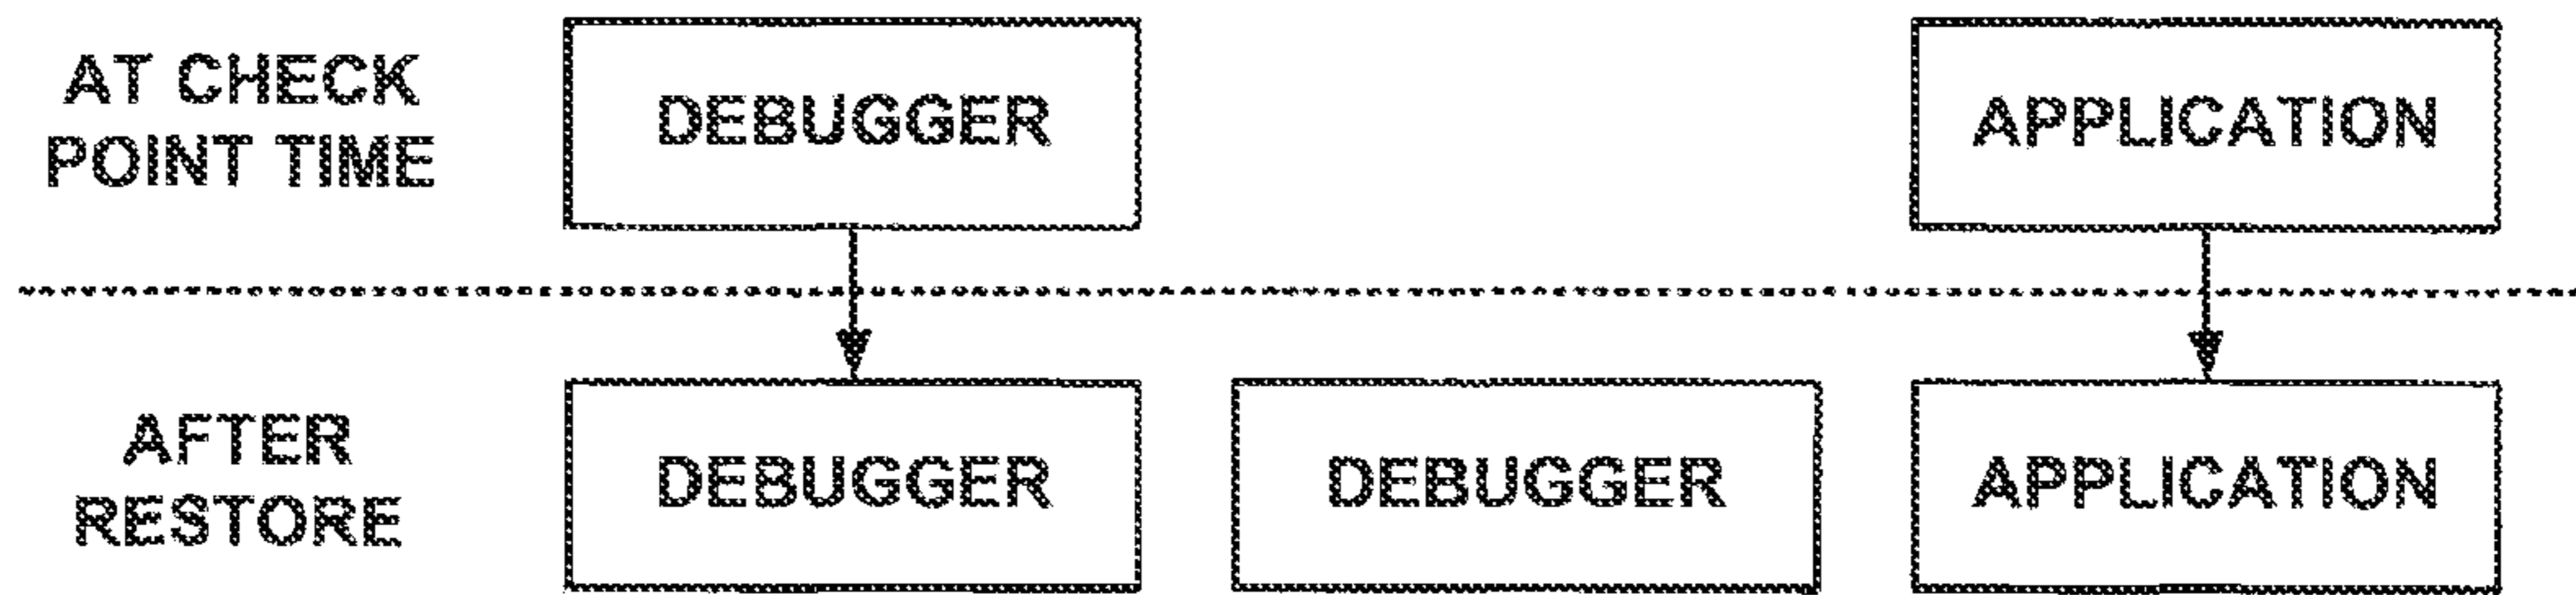 AT CHECK
POINT TIME
DEBUGGER
APPLICATION
AFTER
RESTORE
DEBUGGER
DEBUGGER
APPLICATION